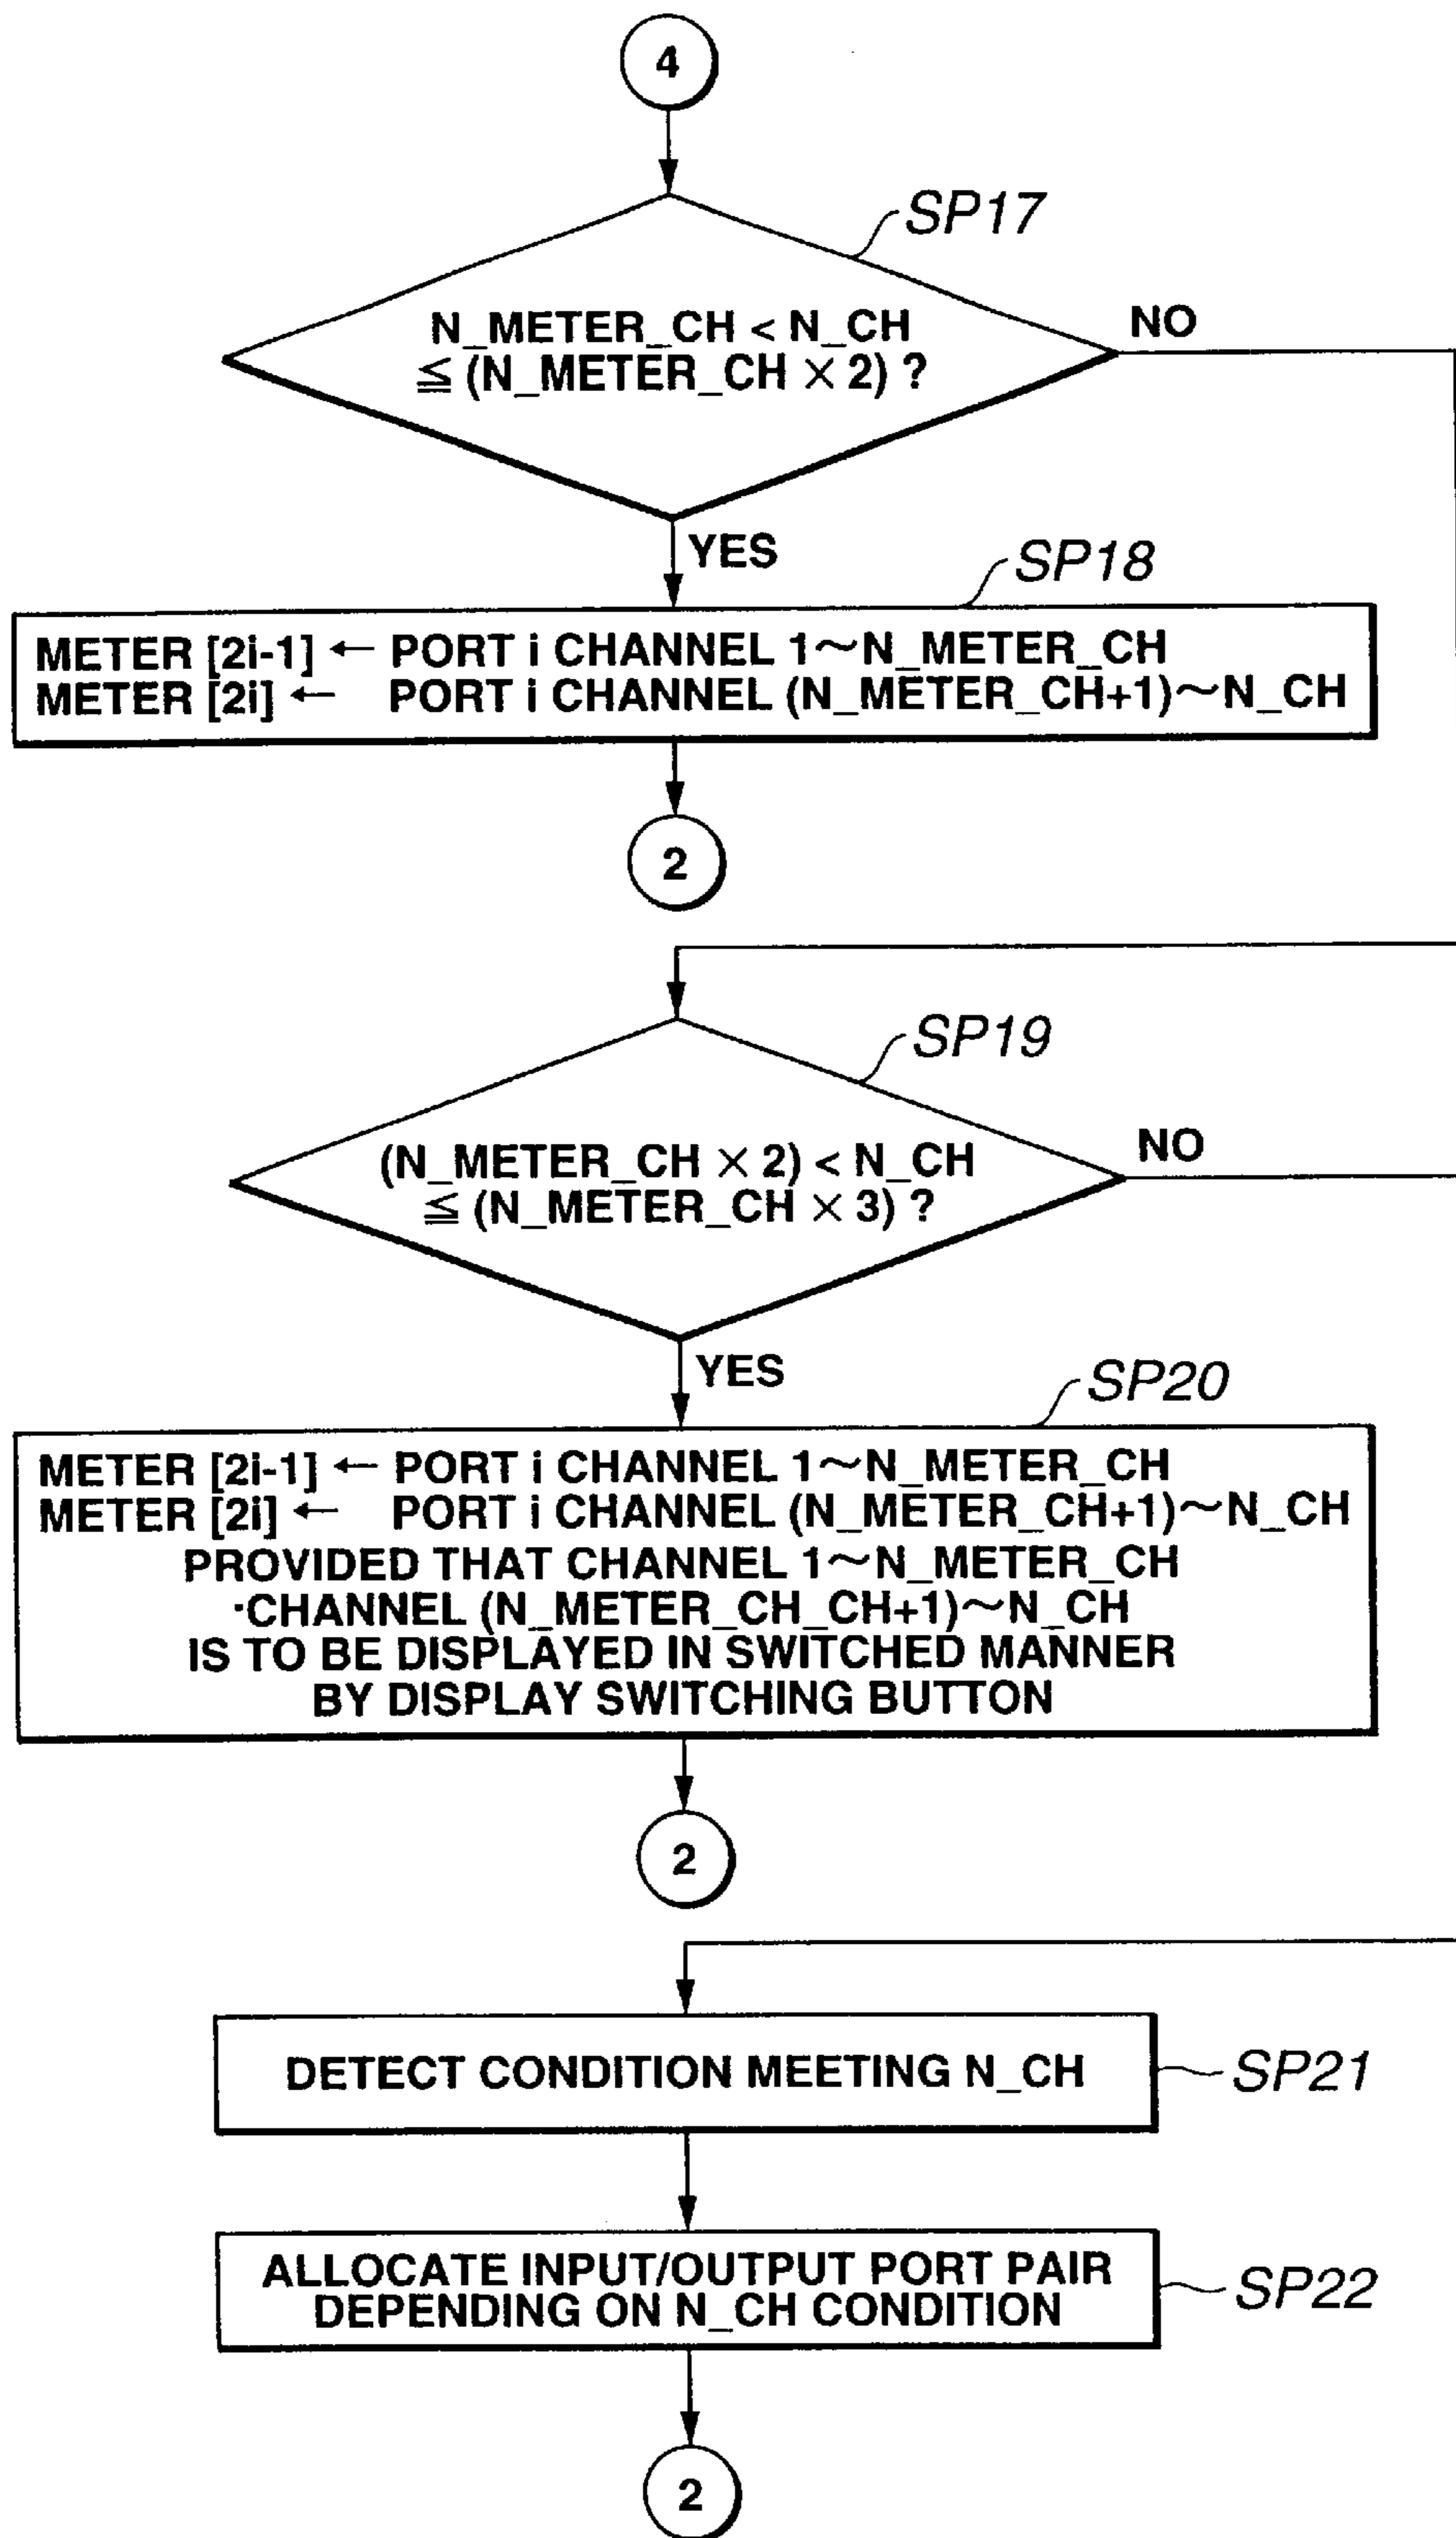 4
SP17
N_METER_CH < N_CH
≦ (N_METER_CH × 2) ?
NO
YES
SP18
METER [2i-1] ← PORT i CHANNEL 1~N_METER_CH
METER [2i] ← PORT i CHANNEL (N_METER_CH+1)~N_CH
2
SP19
(N_METER_CH × 2) < N_CH
≦ (N_METER_CH × 3) ?
NO
YES
SP20
METER [2i-1] ← PORT i CHANNEL 1~N_METER_CH
METER [2i] ← PORT i CHANNEL (N_METER_CH+1)~N_CH
PROVIDED THAT CHANNEL 1~N_METER_CH
·CHANNEL (N_METER_CH_CH+1)~N_CH
IS TO BE DISPLAYED IN SWITCHED MANNER
BY DISPLAY SWITCHING BUTTON
2
DETECT CONDITION MEETING N_CH
SP21
ALLOCATE INPUT/OUTPUT PORT PAIR
DEPENDING ON N_CH CONDITION
SP22
2